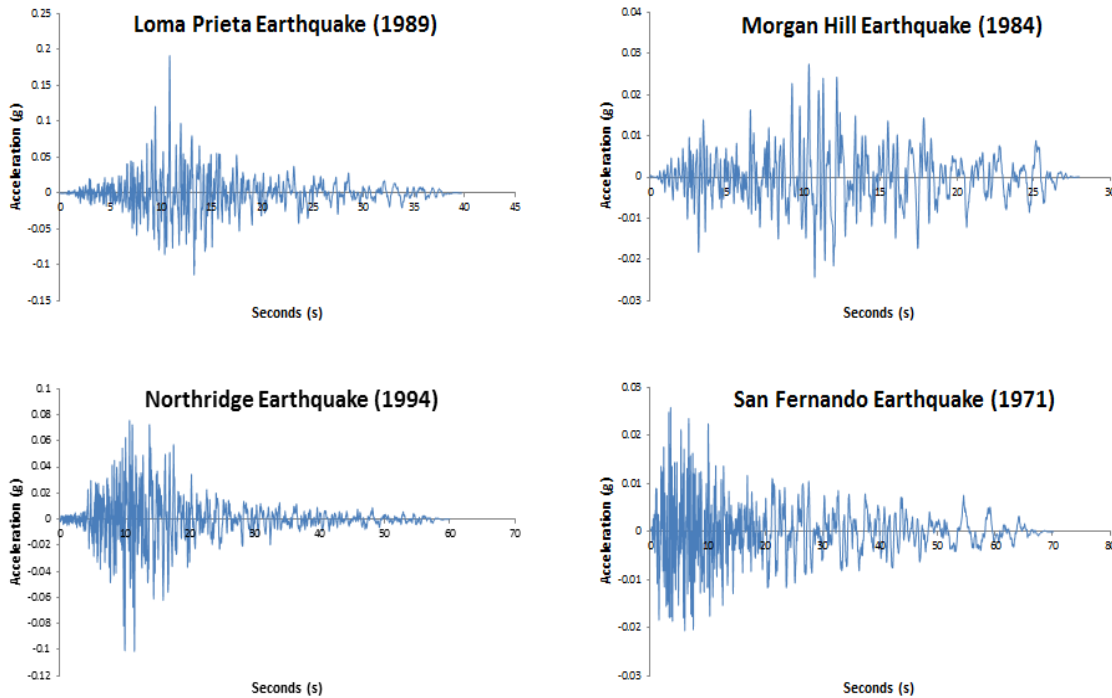 Loma Prieta Earthquake (1989)
0.25
0.2
0.15
0.1
0.05
0
-0.05
-0.1
-0.15
Acceleration (g)
0 5 10 15 20 25 30 35 40 45
Seconds (s)
Morgan Hill Earthquake (1984)
0.04
0.03
0.02
0.01
0
-0.01
-0.02
-0.03
Acceleration (g)
0 5 10 15 20 25 30
Seconds (s)
Northridge Earthquake (1994)
0.1
0.08
0.06
0.04
0.02
0
-0.02
-0.04
-0.06
-0.08
-0.1
-0.12
Acceleration (g)
0 10 20 30 40 50 60 70
Seconds (s)
San Fernando Earthquake (1971)
0.03
0.02
0.01
0
-0.01
-0.02
-0.03
Acceleration (g)
0 10 20 30 40 50 60 70 80
Seconds (s)